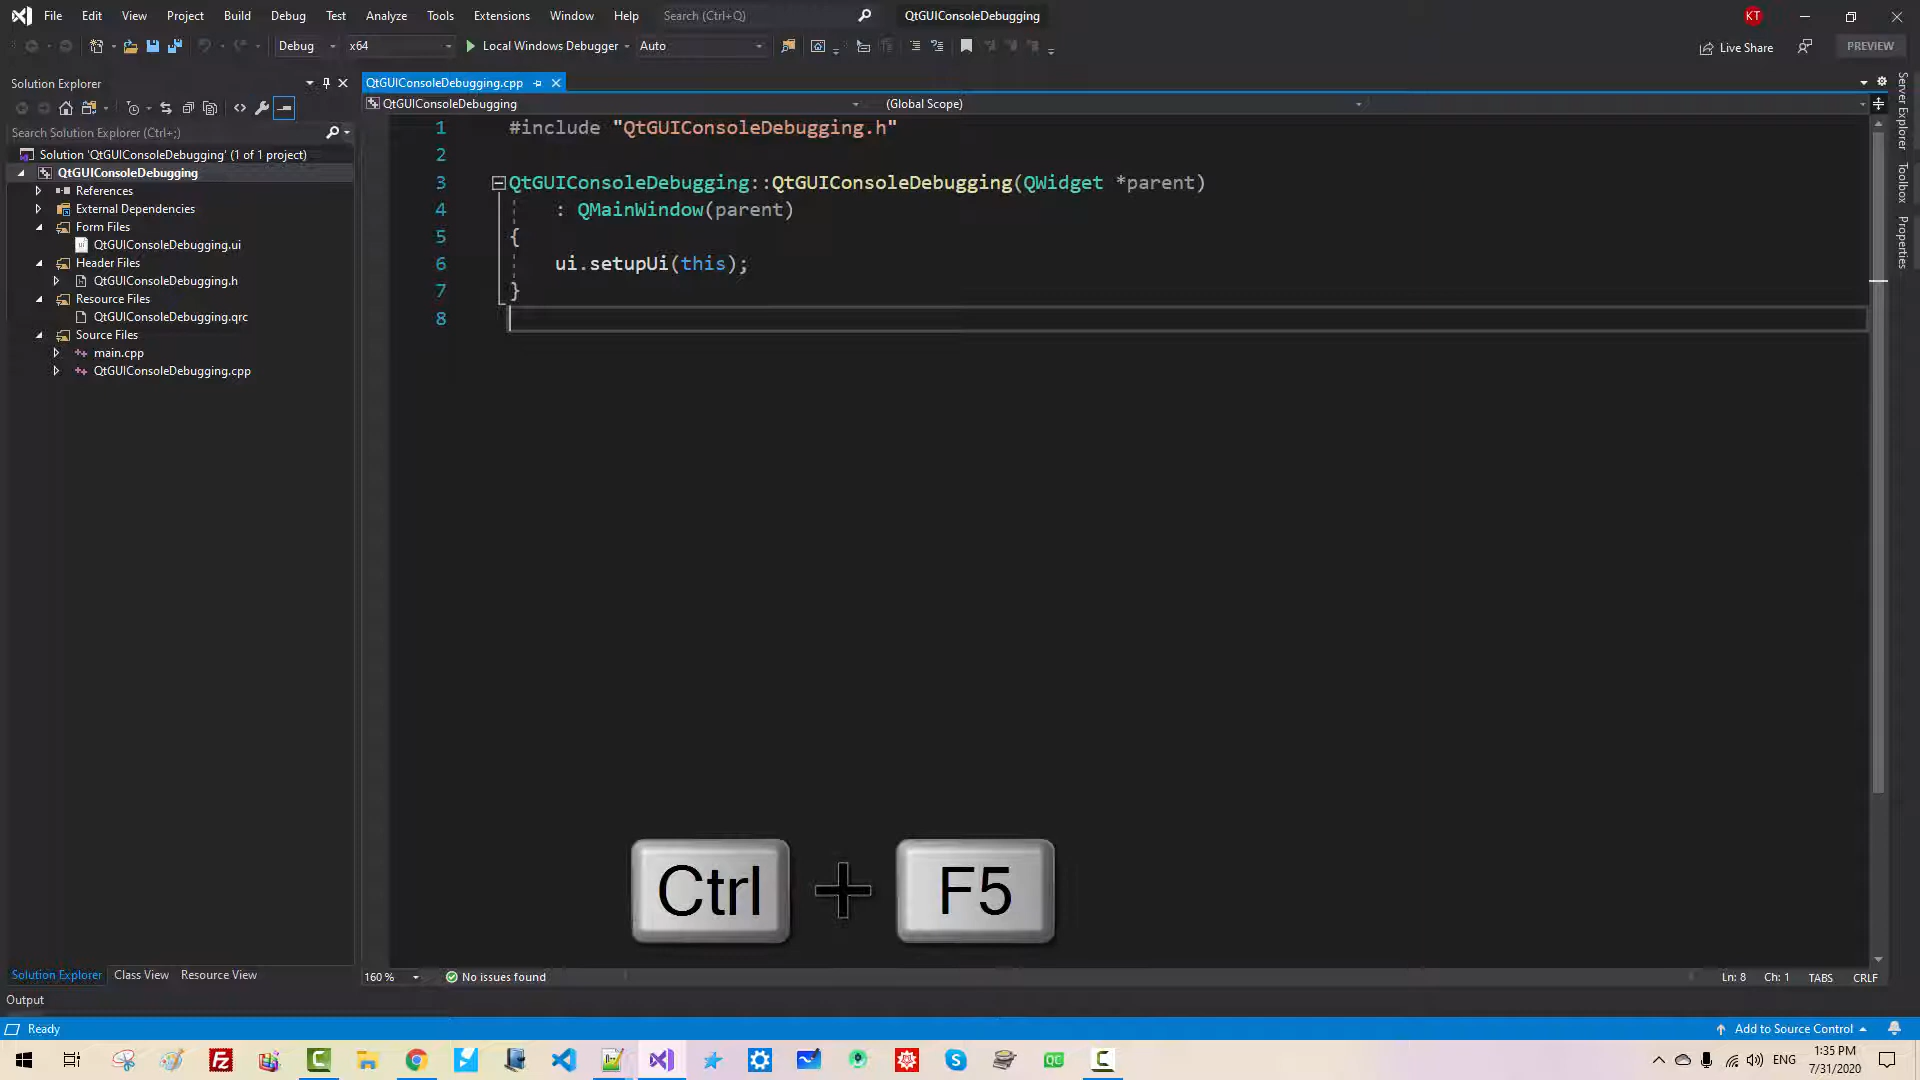 File Edit View Project Build Debug Test Analyze Tools Extensions Window Help Search (Ctrl+Q) QtGUIConsoleDebugging KT
Debug x64 Local Windows Debugger Auto Live Share PREVIEW
Solution Explorer
Search Solution Explorer (Ctrl+;)
Solution 'QtGUIConsoleDebugging' (1 of 1 project)
QtGUIConsoleDebugging
References
External Dependencies
Form Files
QtGUIConsoleDebugging.ui
Header Files
QtGUIConsoleDebugging.h
Resource Files
QtGUIConsoleDebugging.qrc
Source Files
main.cpp
QtGUIConsoleDebugging.cpp
Solution Explorer Class View Resource View
QtGUIConsoleDebugging.cpp
QtGUIConsoleDebugging (Global Scope)
1 #include "QtGUIConsoleDebugging.h"
2
3 QtGUIConsoleDebugging::QtGUIConsoleDebugging(QWidget *parent)
4 : QMainWindow(parent)
5 {
6 ui.setupUi(this);
7 }
8
Ctrl + F5
160 % No issues found Ln: 8 Ch: 1 TABS CRLF
Server Explorer
Toolbox
Properties
Output
Ready Add to Source Control
ENG 1:35 PM
7/31/2020